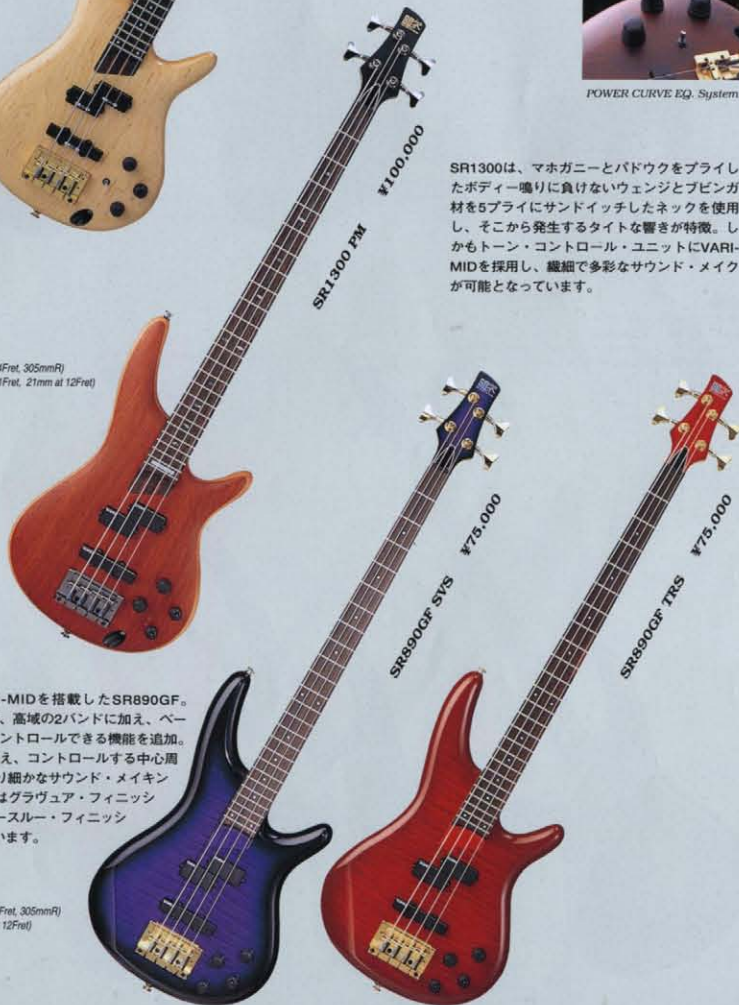 POWER CURVE EQ. System
¥100.000
SR1300 PM
SR1300は、マホガニーとパドウクをプライし
たボディー鳴りに負けないウェンジとブビンガ
材を5プライにサンドイッチしたネックを使用
し、そこから発生するタイトな響きが特徴。し
かもトーン・コントロール・ユニットにVARI-
MIDを採用し、繊細で多彩なサウンド・メイク
が可能となっています。
Fret, 305mmR)
Fret, 21mm at 12Fret)
¥75.000
SR890GF SVS
¥75.000
SR890GF TRS
-MIDを搭載したSR890GF。
、高域の2バンドに加え、ベー
ントロールできる機能を追加。
え、コントロールする中心周
り細かなサウンド・メイキン
はグラヴュア・フィニッシ
ースルー・フィニッシ
います。
Fret, 305mmR)
12Fret)